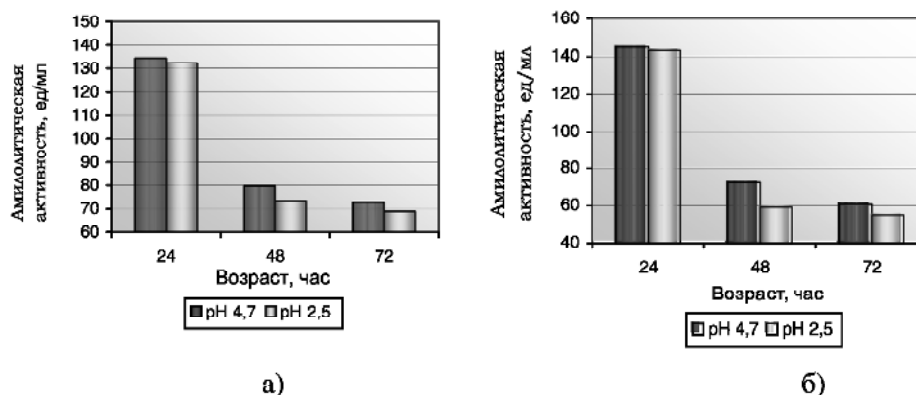 Амилолитическая
активность, ед/мл
150
140
130
120
110
100
90
80
70
60
24 48 72
Возраст, час
pH 4,7 pH 2,5
а)
Амилолитическая
активность, ед/мл
160
140
120
100
80
60
40
24 48 72
Возраст, час
pH 4,7 pH 2,5
б)